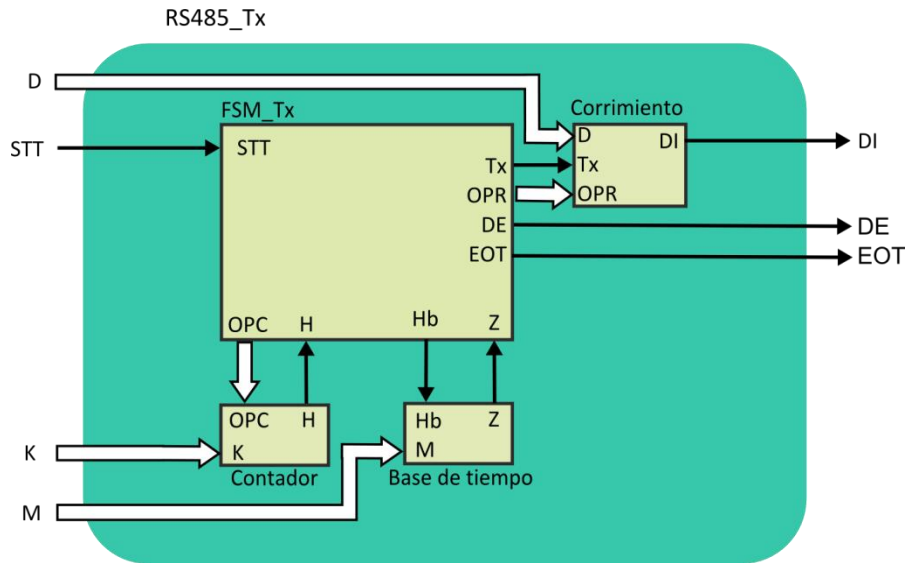 RS485_Tx
D
FSM_Tx
Corrimiento
STT
STT
D
DI
DI
Tx
Tx
OPR
OPR
DE
DE
EOT
EOT
OPC
H
Hb
Z
OPC
H
Hb
Z
K
K
M
Contador
Base de tiempo
M